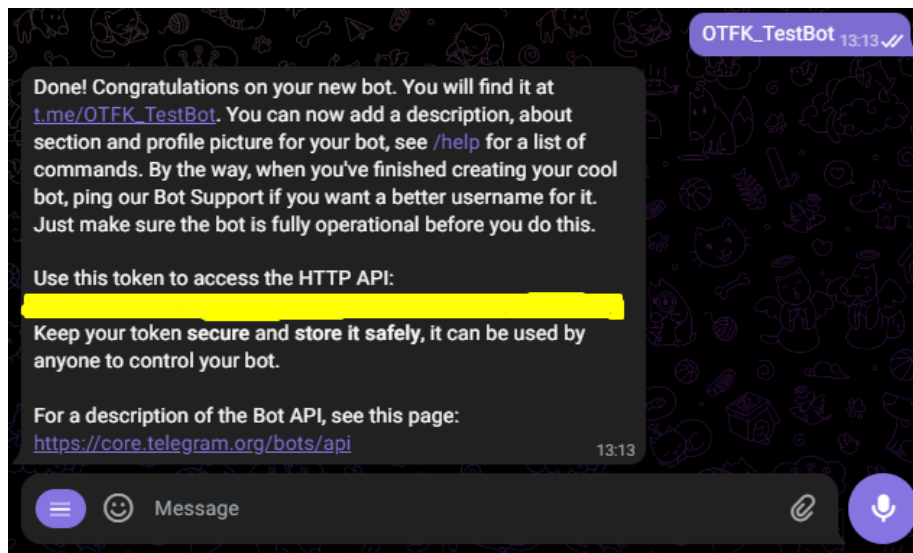 OTFK_TestBot 13:13
Done! Congratulations on your new bot. You will find it at
t.me/OTFK_TestBot. You can now add a description, about
section and profile picture for your bot, see /help for a list of
commands. By the way, when you've finished creating your cool
bot, ping our Bot Support if you want a better username for it.
Just make sure the bot is fully operational before you do this.
Use this token to access the HTTP API:
Keep your token secure and store it safely, it can be used by
anyone to control your bot.
For a description of the Bot API, see this page:
https://core.telegram.org/bots/api
13:13
Message